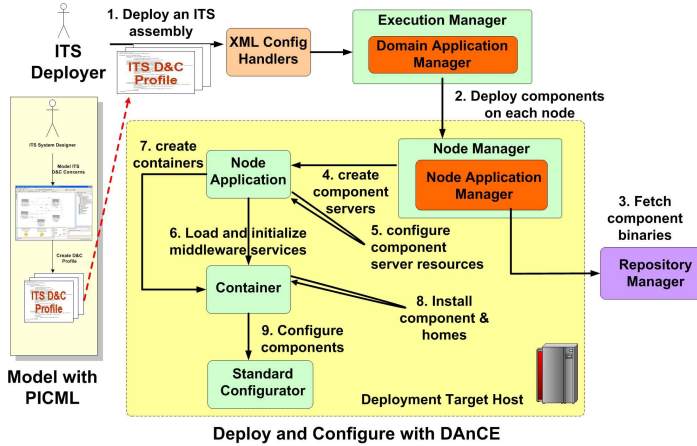 ITS
Deployer
1. Deploy an ITS
assembly
ITS D&C
Profile
XML Config
Handlers
Execution Manager
Domain Application
Manager
2. Deploy components
on each node
ITS System Designer
Model ITS
D&C Concerns
Create D&C
Profile
ITS D&C
Profile
Model with
PICML
7. create
containers
Node
Application
4. create
component
servers
Node Manager
Node Application
Manager
3. Fetch
component
binaries
Repository
Manager
6. Load and initialize
middleware services
5. configure
component
server resources
Container
8. Install
component &
homes
9. Configure
components
Standard
Configurator
Deployment Target Host
Deploy and Configure with DAnCE